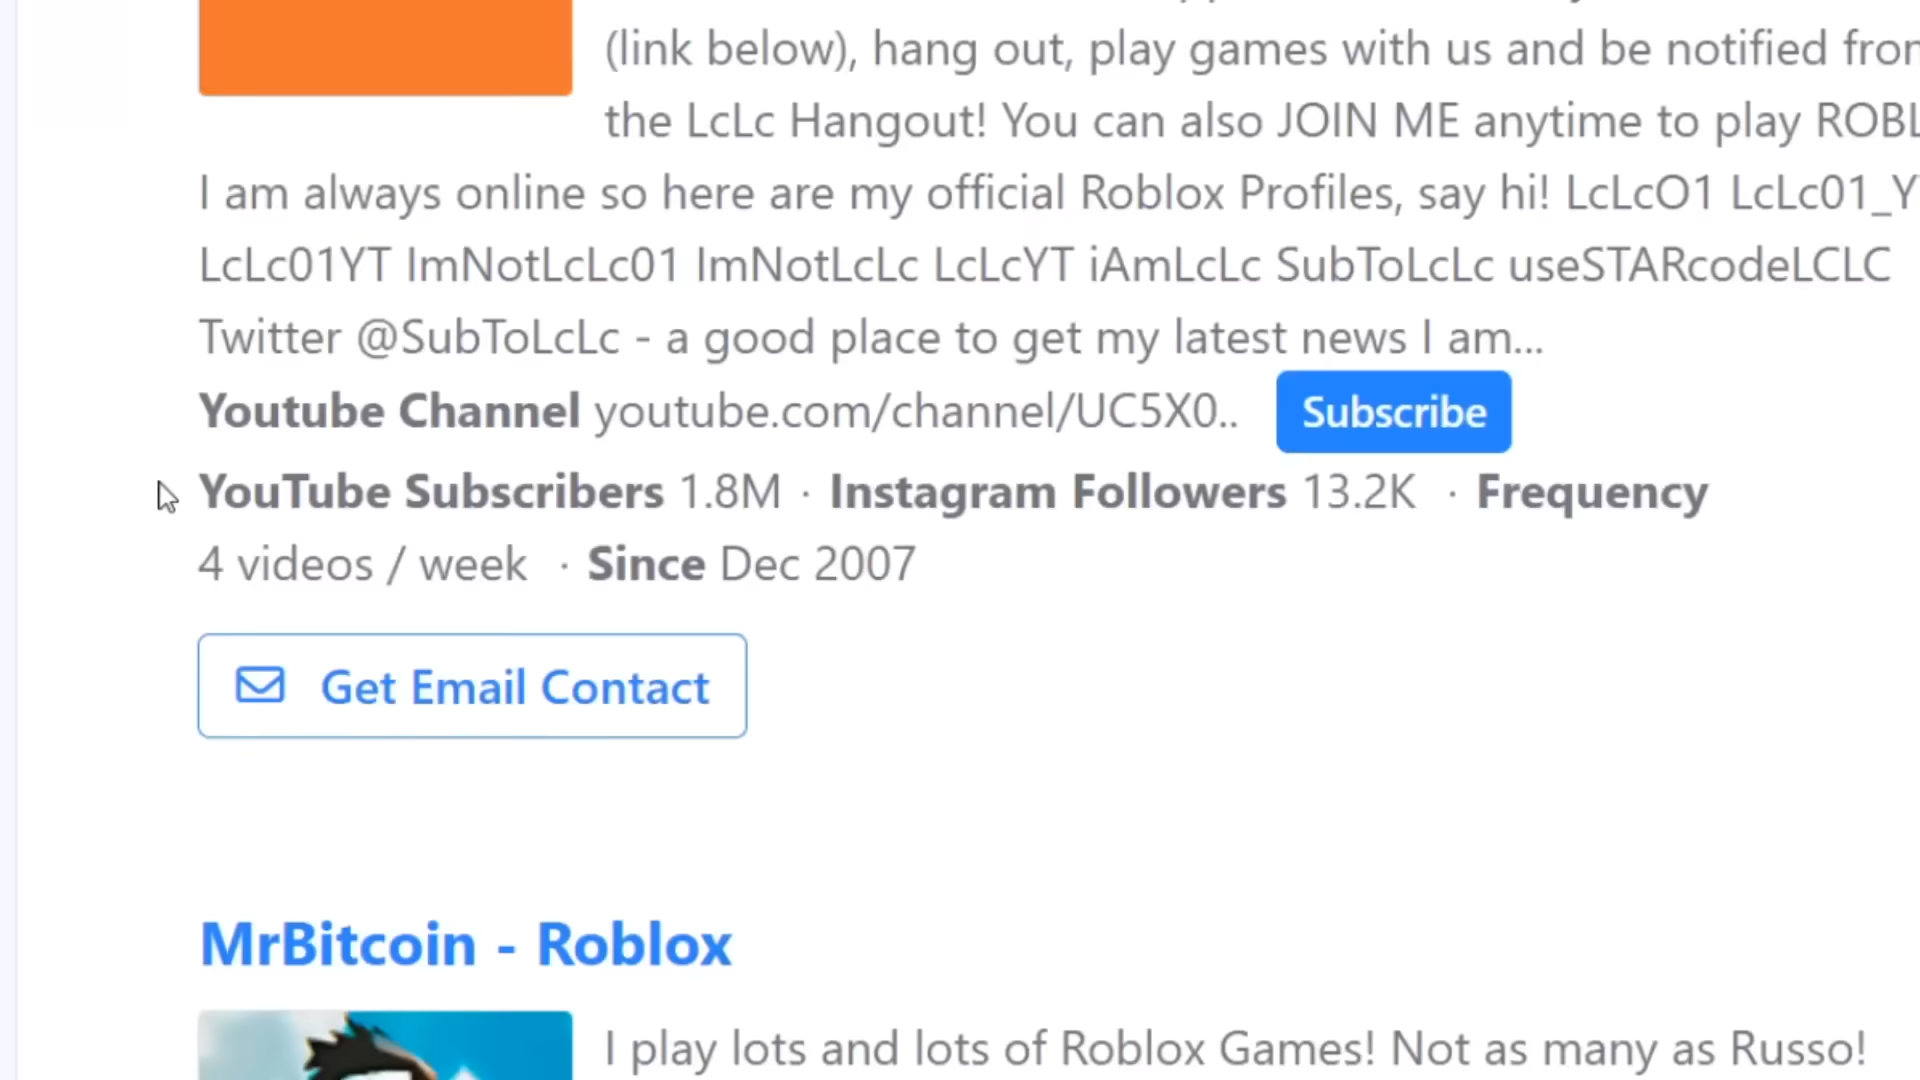 (link below), hang out, play games with us and be notified
the LcLc Hangout! You can also JOIN ME anytime to play
I am always online so here are my official Roblox Profiles, say hi! LcLcO1
LcLc01YT ImNotLcLc01 ImNotLcLc LcLcYT iAmLcLc SubToLcLc useSTARcodeLCLC
Twitter @SubToLcLc - a good place to get my latest news I am...
Youtube Channel youtube.com/channel/UC5X0.. Subscribe
YouTube Subscribers 1.8M · Instagram Followers 13.2K · Frequency
4 videos / week · Since Dec 2007
Get Email Contact
MrBitcoin - Roblox
I play lots and lots of Roblox Games! Not as many as Russo!